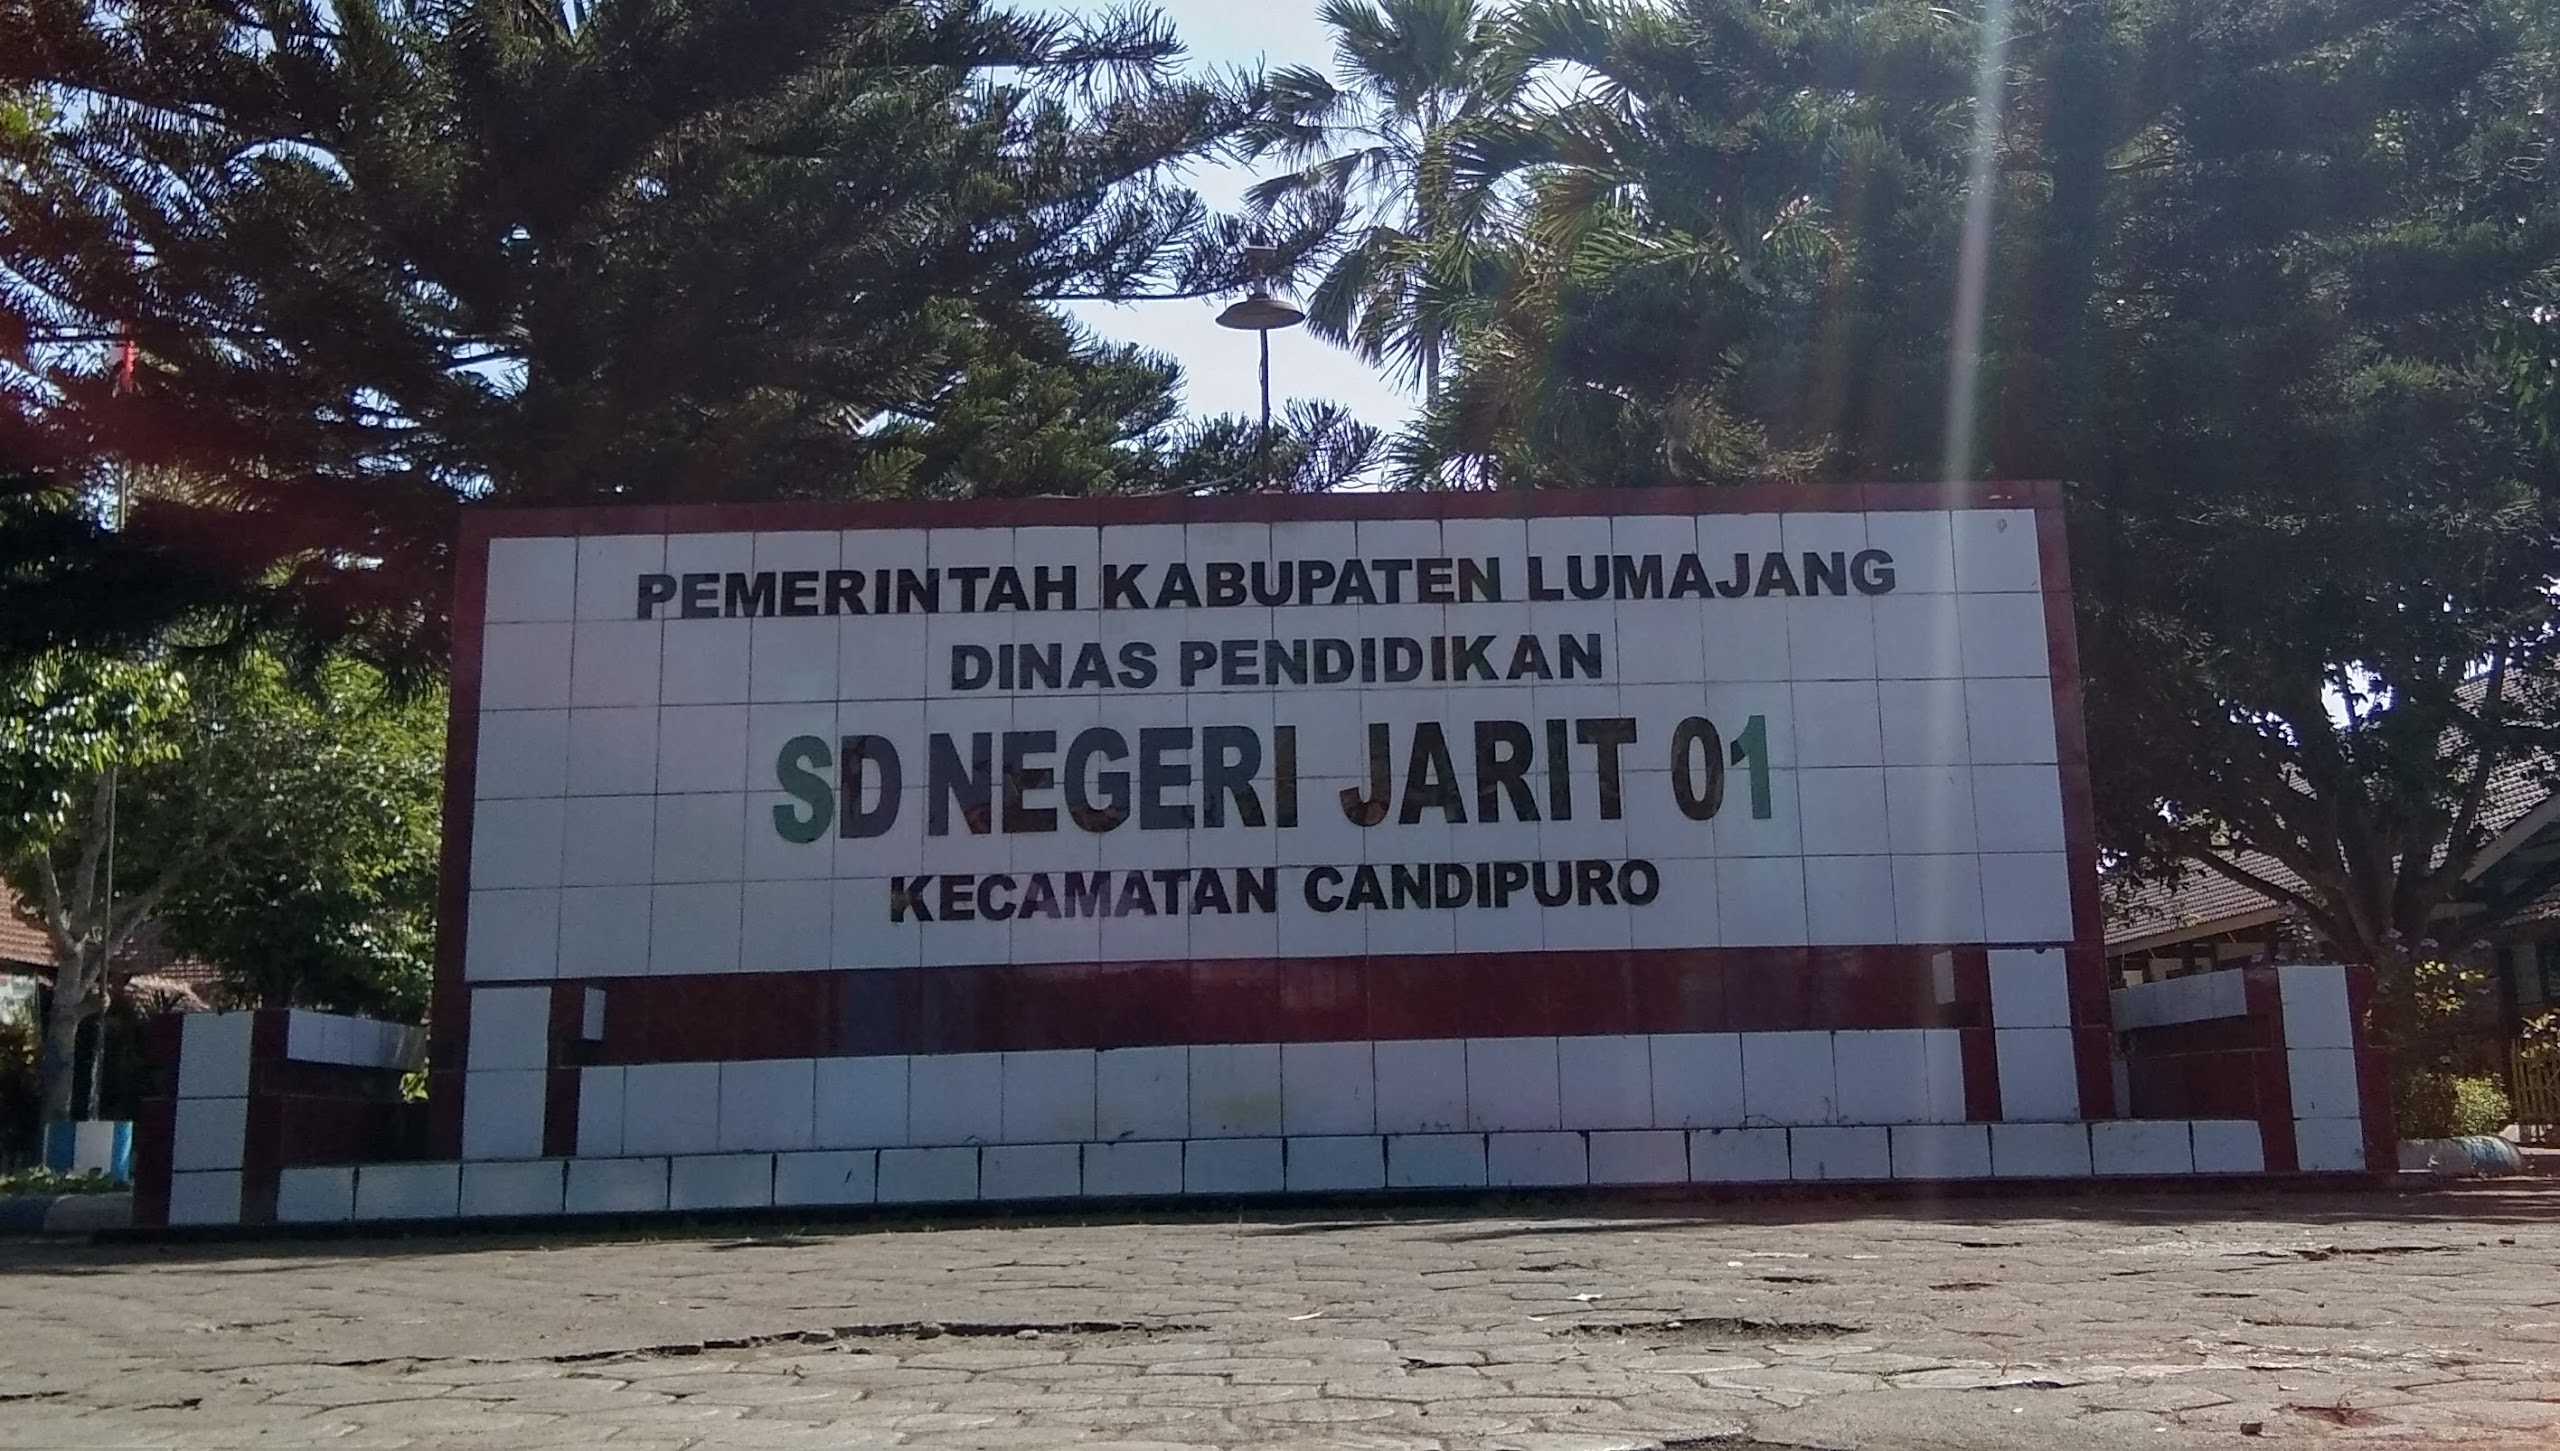 PEMERINTAH KABUPATEN LUMAJANG
DINAS PENDIDIKAN
SD NEGERI JARIT 01
KECAMATAN CANDIPURO